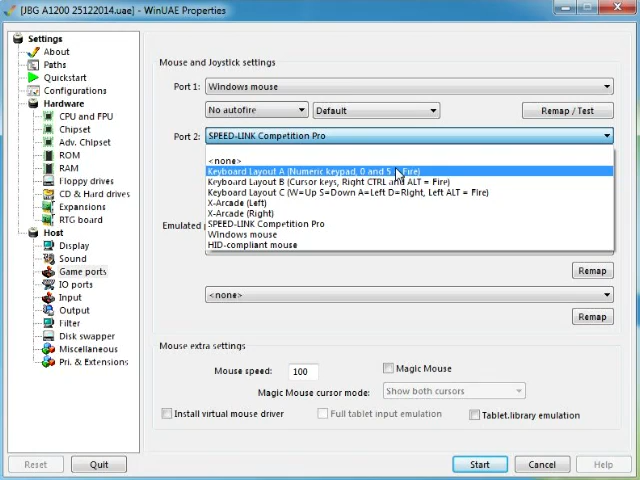 [JBG A1200 25122014.uae] - WinUAE Properties
Settings
About
Paths
Quickstart
Configurations
Hardware
CPU and FPU
Chipset
Adv. Chipset
ROM
RAM
Floppy drives
CD & Hard drives
Expansions
RTG board
Host
Display
Sound
Game ports
IO ports
Input
Output
Filter
Disk swapper
Miscellaneous
Pri. & Extensions
Mouse and Joystick settings
Port 1: Windows mouse
No autofire Default Remap / Test
Port 2: SPEED-LINK Competition Pro
<none>
Keyboard Layout A (Numeric keypad, 0 and 5 = Fire)
Keyboard Layout B (Cursor keys, Right CTRL and ALT = Fire)
Keyboard Layout C (W=Up S=Down A=Left D=Right, Left ALT = Fire)
X-Arcade (Left)
X-Arcade (Right)
SPEED-LINK Competition Pro
Emulated
Windows mouse
HID-compliant mouse
Remap
<none>
Remap
Mouse extra settings
Mouse speed: 100 Magic Mouse
Magic Mouse cursor mode: Show both cursors
Install virtual mouse driver Full tablet input emulation Tablet.library emulation
Reset Quit Start Cancel Help